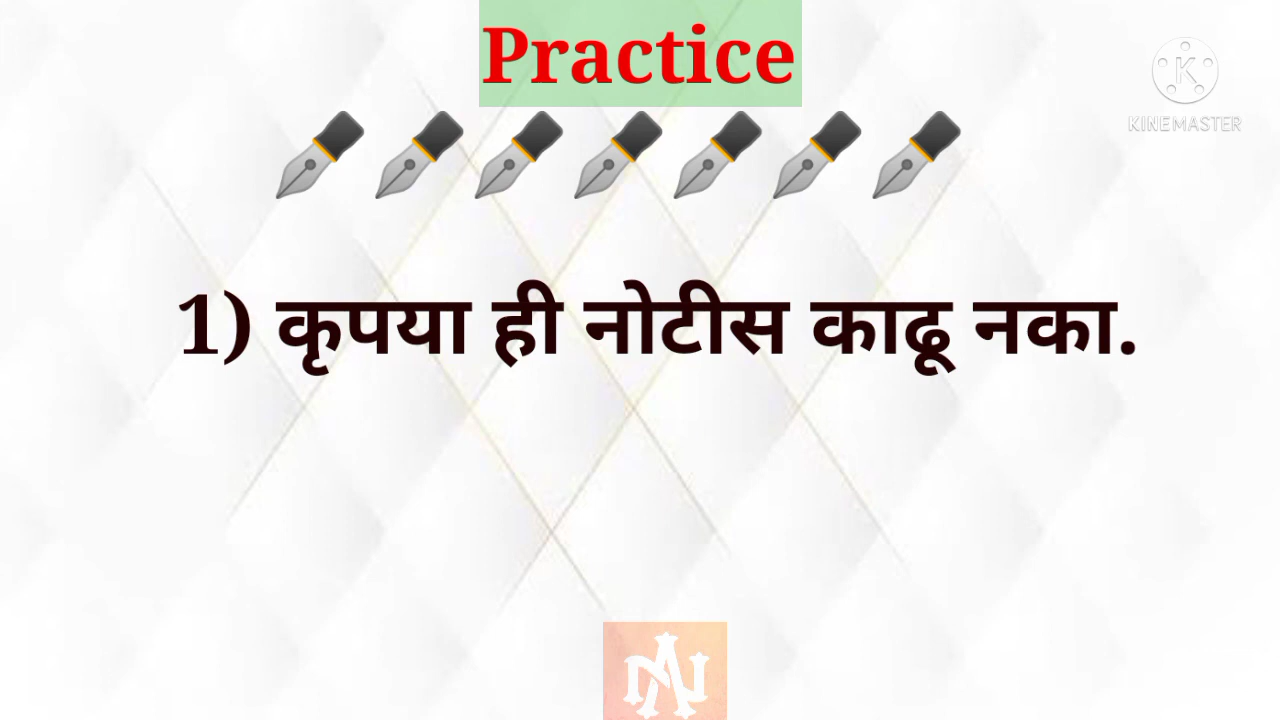 Practice
KINEMASTER
1) कृपया ही नोटीस काढू नका.